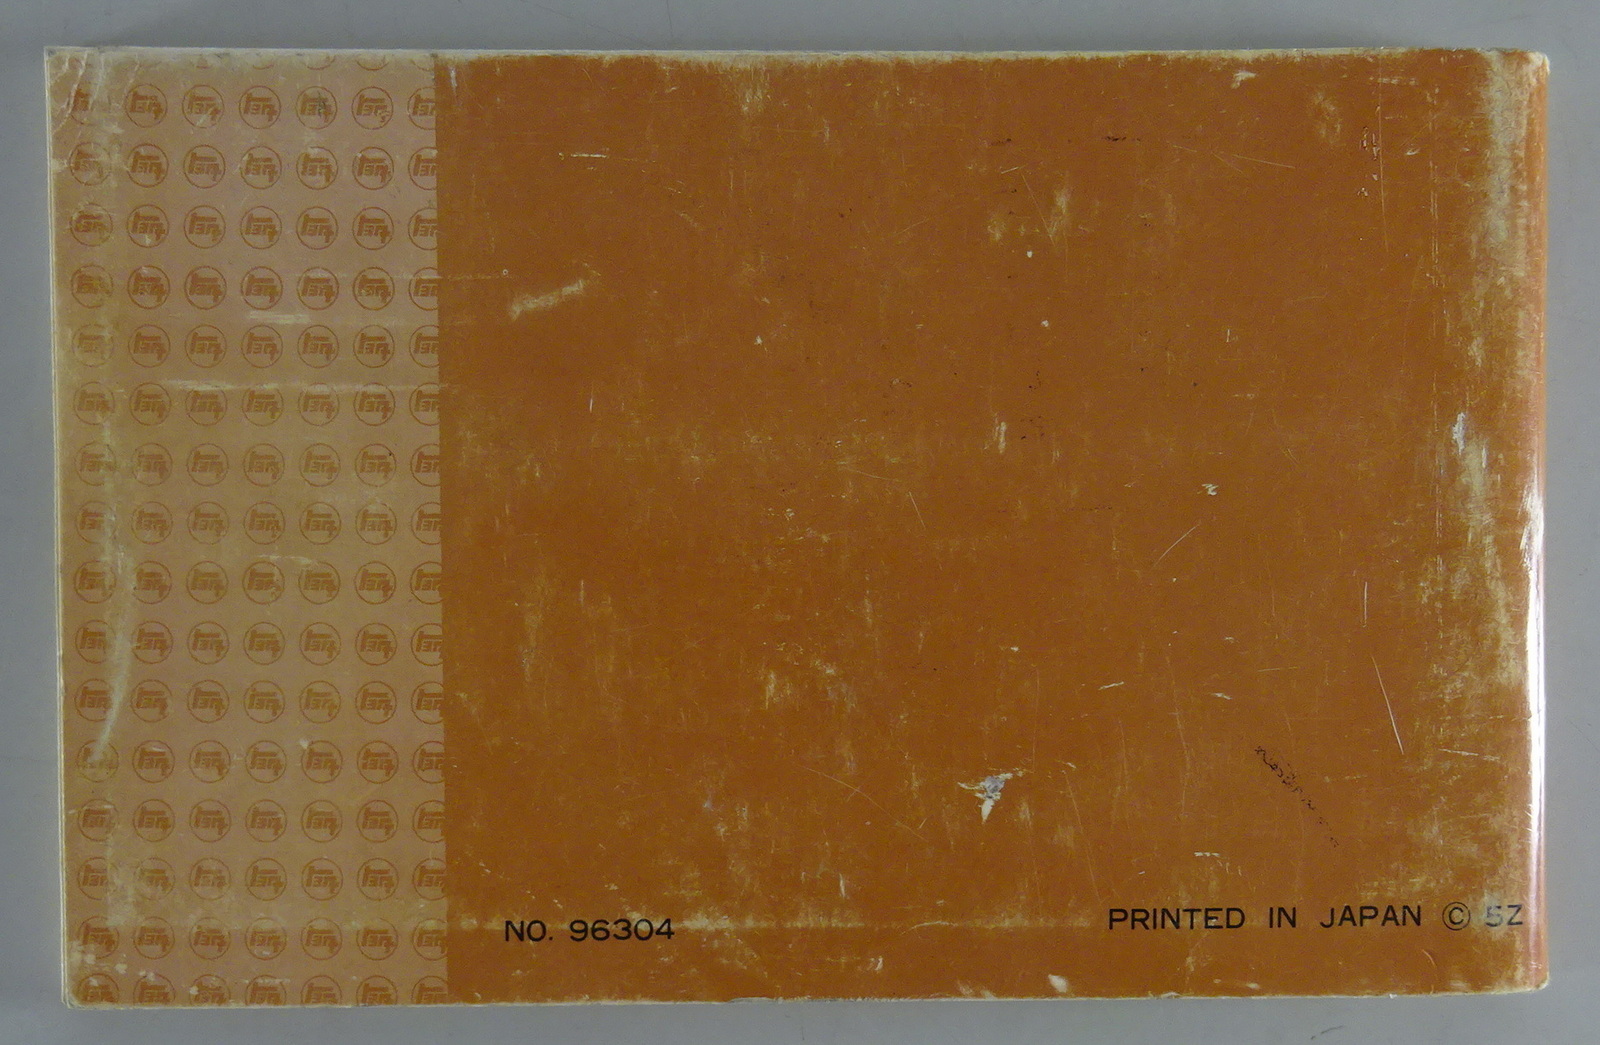 NO. 96304
PRINTED IN JAPAN © 5Z